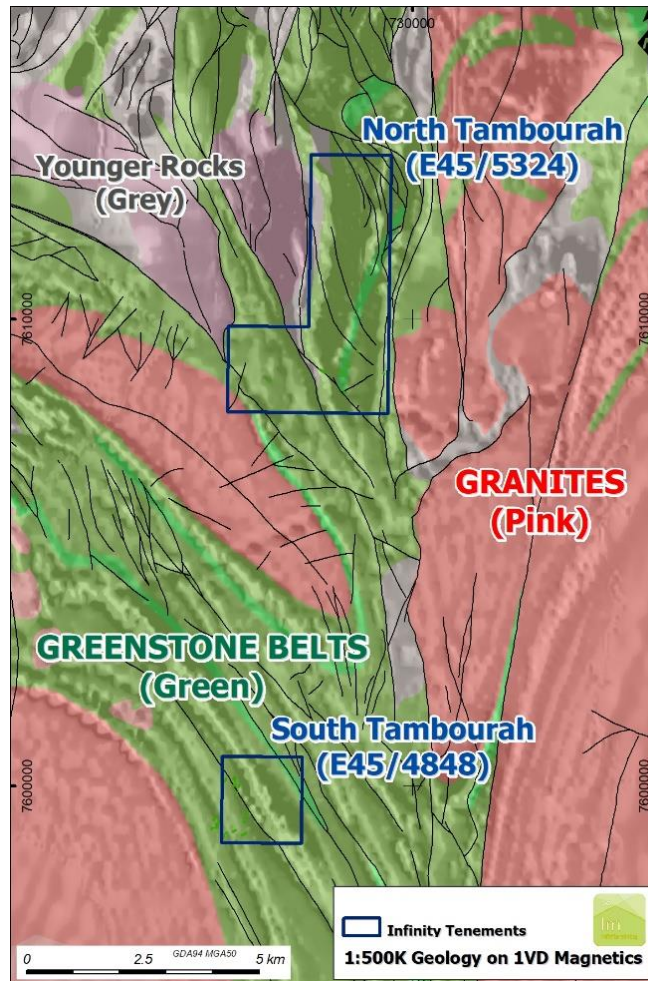 730000
North Tambourah
(E45/5324)
Younger Rocks
(Grey)
7610000
7610000
GRANITES
(Pink)
GREENSTONE BELTS
(Green)
South Tambourah
(E45/4848)
7600000
7600000
Infinity Tenements
1:500K Geology on 1VD Magnetics
GDA94 MGA50
0 2.5 5 km